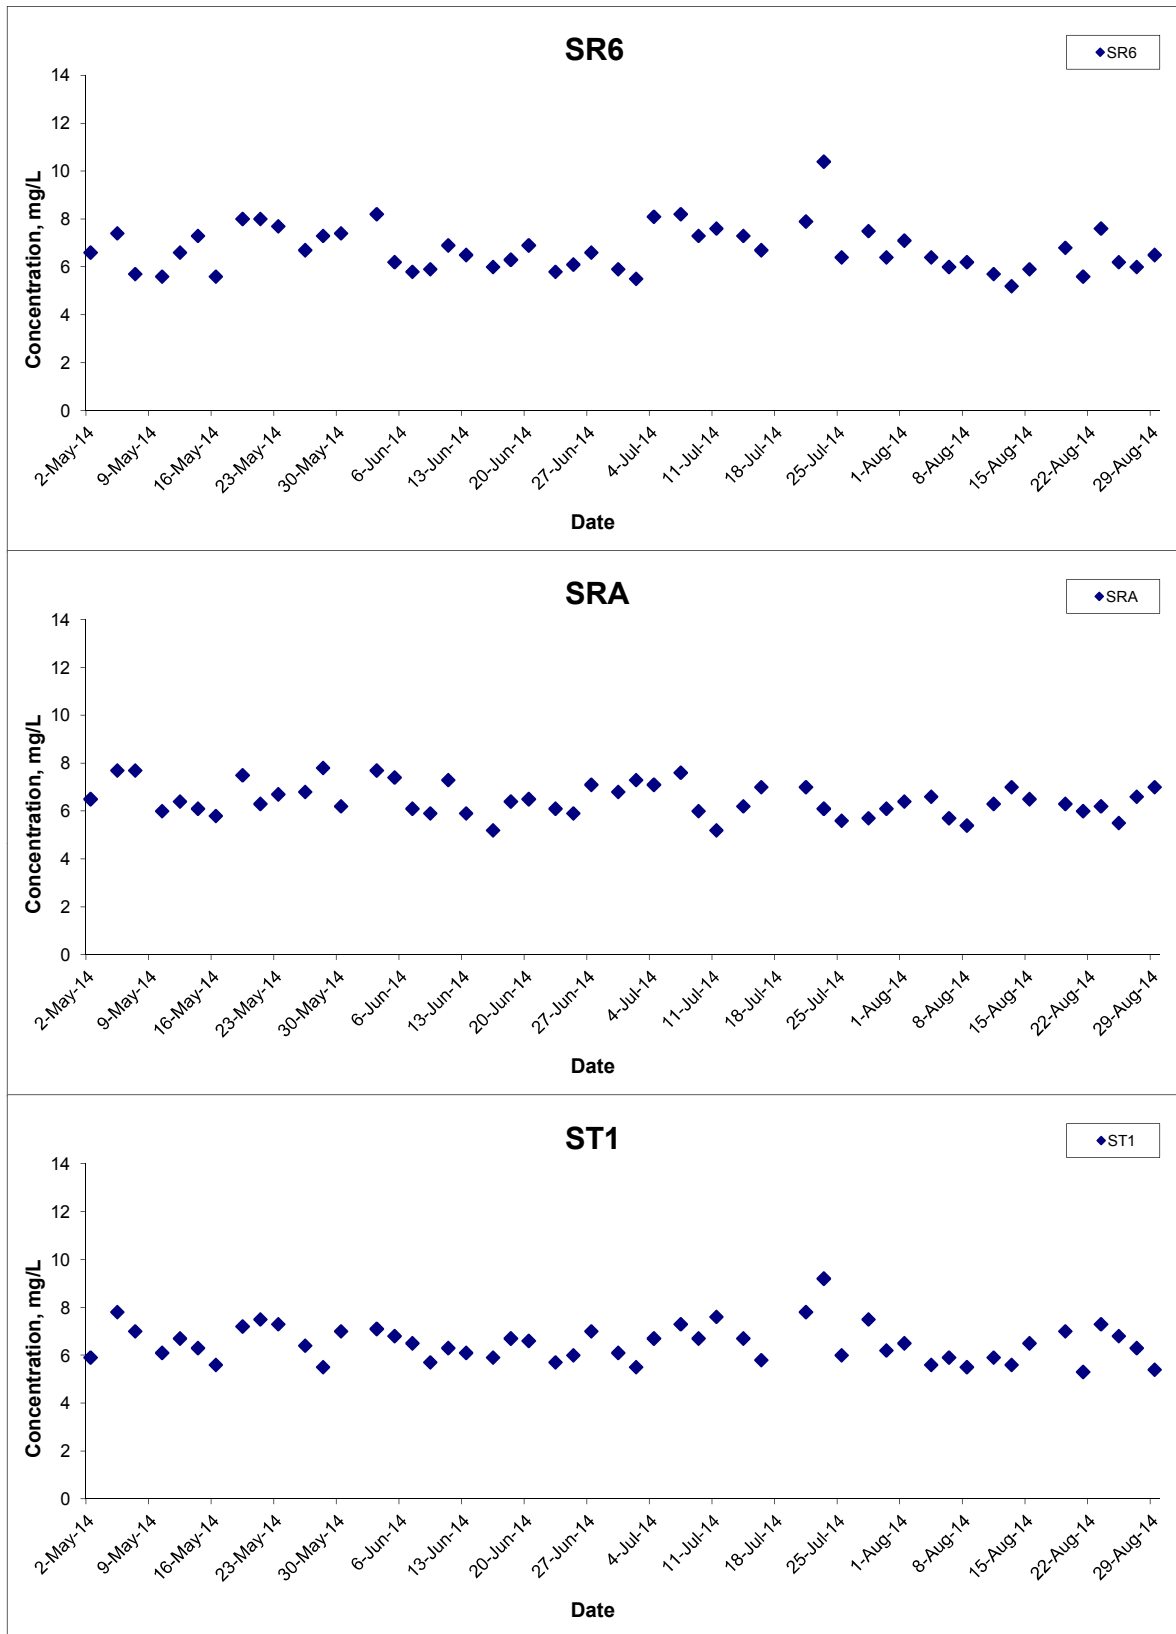 SR6
SR6
14
12
10
8
6
4
2
0
Concentration, mg/L
2-May-14
9-May-14
16-May-14
23-May-14
30-May-14
6-Jun-14
13-Jun-14
20-Jun-14
27-Jun-14
4-Jul-14
11-Jul-14
18-Jul-14
25-Jul-14
1-Aug-14
8-Aug-14
15-Aug-14
22-Aug-14
29-Aug-14
Date
SRA
SRA
14
12
10
8
6
4
2
0
Concentration, mg/L
2-May-14
9-May-14
16-May-14
23-May-14
30-May-14
6-Jun-14
13-Jun-14
20-Jun-14
27-Jun-14
4-Jul-14
11-Jul-14
18-Jul-14
25-Jul-14
1-Aug-14
8-Aug-14
15-Aug-14
22-Aug-14
29-Aug-14
Date
ST1
ST1
14
12
10
8
6
4
2
0
Concentration, mg/L
2-May-14
9-May-14
16-May-14
23-May-14
30-May-14
6-Jun-14
13-Jun-14
20-Jun-14
27-Jun-14
4-Jul-14
11-Jul-14
18-Jul-14
25-Jul-14
1-Aug-14
8-Aug-14
15-Aug-14
22-Aug-14
29-Aug-14
Date